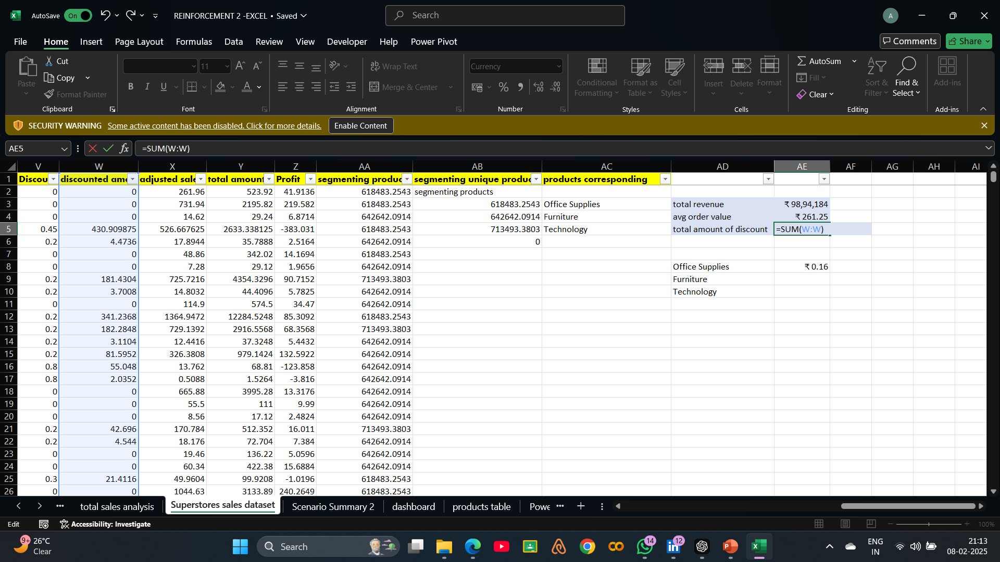 AutoSave On REINFORCEMENT 2 -EXCEL • Saved Search A
File Home Insert Page Layout Formulas Data Review View Developer Help Power Pivot Comments Share
Paste Cut Copy Format Painter Clipboard
11 B I U A Font
Wrap Text Merge & Center Alignment
Currency % Number
Conditional Formatting Format as Table Cell Styles Styles
Insert Delete Format Cells
AutoSum Fill Clear Sort & Filter Find & Select Editing
Add-ins Add-ins
SECURITY WARNING Some active content has been disabled. Click for more details. Enable Content
AE5 fx =SUM(W:W)
V W X Y Z AA AB AC AD AE AF AG AH AI
1 Discou discounted amo adjusted sale total amount Profit segmenting produc segmenting unique produc products corresponding
2 0 0 261.96 523.92 41.9136 618483.2543 segmenting products
3 0 0 731.94 2195.82 219.582 618483.2543 618483.2543 Office Supplies total revenue ₹ 98,94,184
4 0 0 14.62 29.24 6.8714 642642.0914 642642.0914 Furniture avg order value ₹ 261.25
5 0.45 430.909875 526.667625 2633.338125 -383.031 618483.2543 713493.3803 Technology total amount of discount =SUM(W:W)
6 0.2 4.4736 17.8944 35.7888 2.5164 642642.0914 0
7 0 0 48.86 342.02 14.1694 618483.2543
8 0 0 7.28 29.12 1.9656 642642.0914 Office Supplies ₹ 0.16
9 0.2 181.4304 725.7216 4354.3296 90.7152 713493.3803 Furniture
10 0.2 3.7008 14.8032 44.4096 5.7825 642642.0914 Technology
11 0 0 114.9 574.5 34.47 642642.0914
12 0.2 341.2368 1364.9472 12284.5248 85.3092 618483.2543
13 0.2 182.2848 729.1392 2916.5568 68.3568 713493.3803
14 0.2 3.1104 12.4416 37.3248 5.4432 642642.0914
15 0.2 81.5952 326.3808 979.1424 132.5922 642642.0914
16 0.8 55.048 13.762 68.81 -123.858 642642.0914
17 0.8 2.0352 0.5088 1.5264 -3.816 642642.0914
18 0 0 665.88 3995.28 13.3176 642642.0914
19 0 0 55.5 111 9.99 642642.0914
20 0 0 8.56 17.12 2.4824 642642.0914
21 0.2 42.696 170.784 512.352 16.011 713493.3803
22 0.2 4.544 18.176 72.704 7.384 642642.0914
23 0 0 19.46 136.22 5.0596 642642.0914
24 0 0 60.34 422.38 15.6884 642642.0914
25 0.3 21.4116 49.9604 99.9208 -1.0196 618483.2543
26 0 0 1044.63 3133.89 240.2649 618483.2543
total sales analysis Superstores sales dataset Scenario Summary 2 dashboard products table Powe
Edit Accessibility: Investigate 100%
9+ 26°C Clear Search 14 12 ENG IN 21:13 08-02-2025